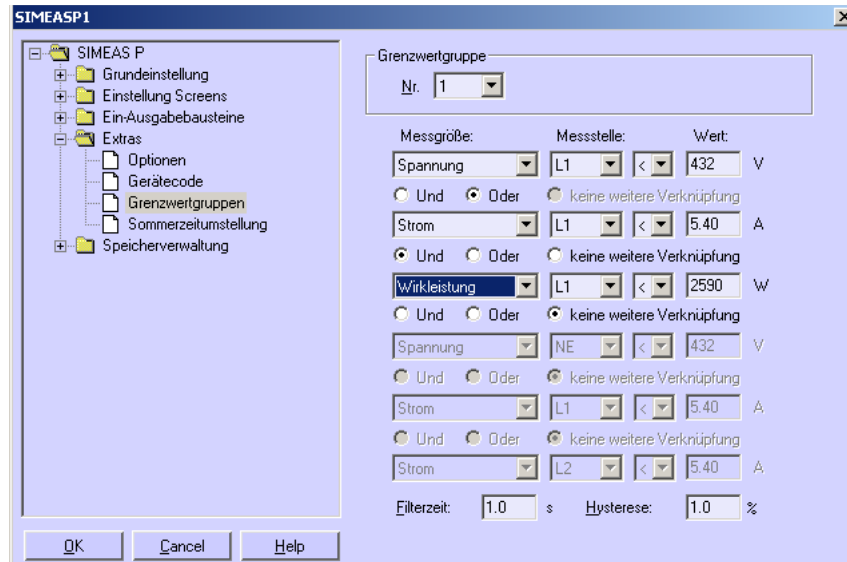 SIMEASP1
SIMEAS P
Grundeinstellung
Einstellung Screens
Ein-Ausgabebausteine
Extras
Optionen
Gerätecode
Grenzwertgruppen
Sommerzeitumstellung
Speicherverwaltung
OK Cancel Help
Grenzwertgruppe
Nr. 1
Messgröße: Messstelle: Wert:
Spannung L1 < 432 V
Und Oder keine weitere Verknüpfung
Strom L1 < 5.40 A
Und Oder keine weitere Verknüpfung
Wirkleistung L1 < 2590 W
Und Oder keine weitere Verknüpfung
Spannung NE < 432 V
Und Oder keine weitere Verknüpfung
Strom L1 < 5.40 A
Und Oder keine weitere Verknüpfung
Strom L2 < 5.40 A
Filterzeit: 1.0 s Hysterese: 1.0 %